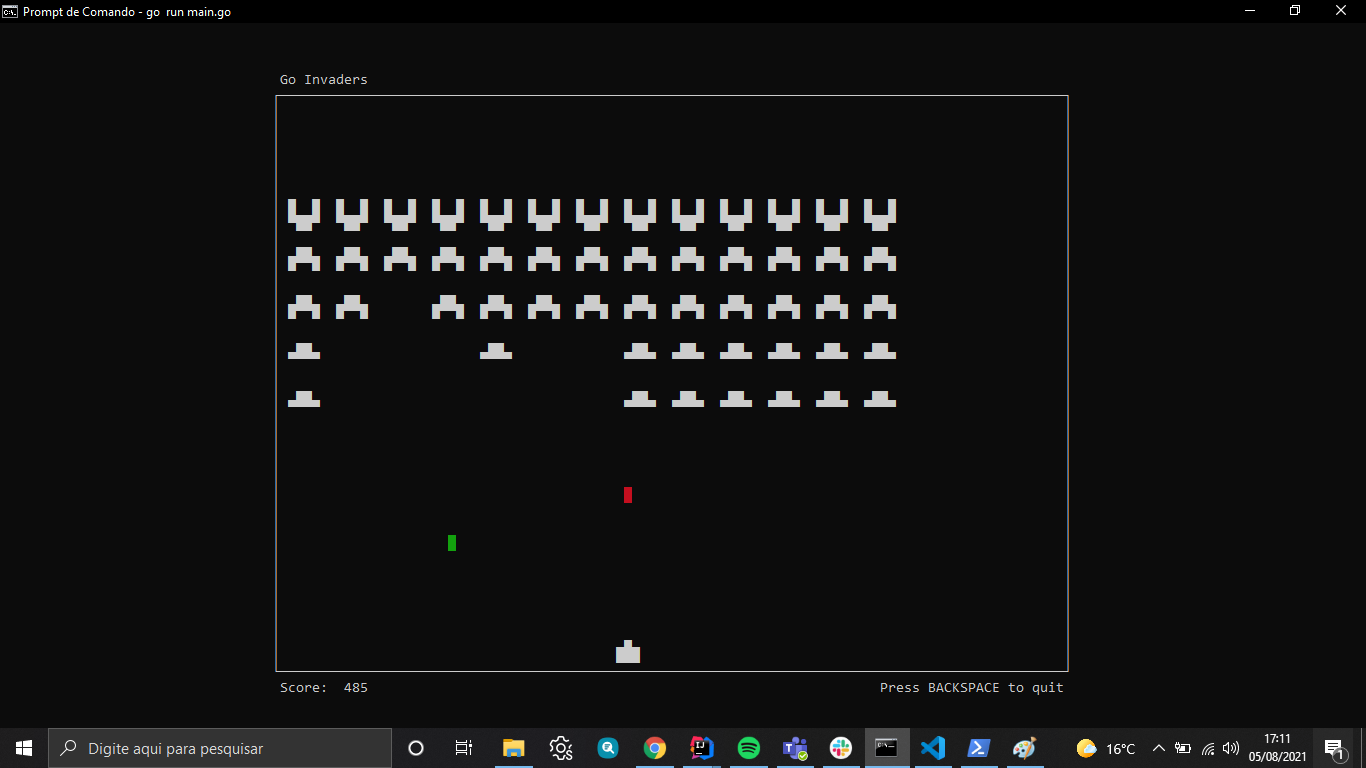 Prompt de Comando - go  run main.go
Go Invaders
Score:  485
Press BACKSPACE to quit
Digite aqui para pesquisar
16°C
17:11
05/08/2021
1